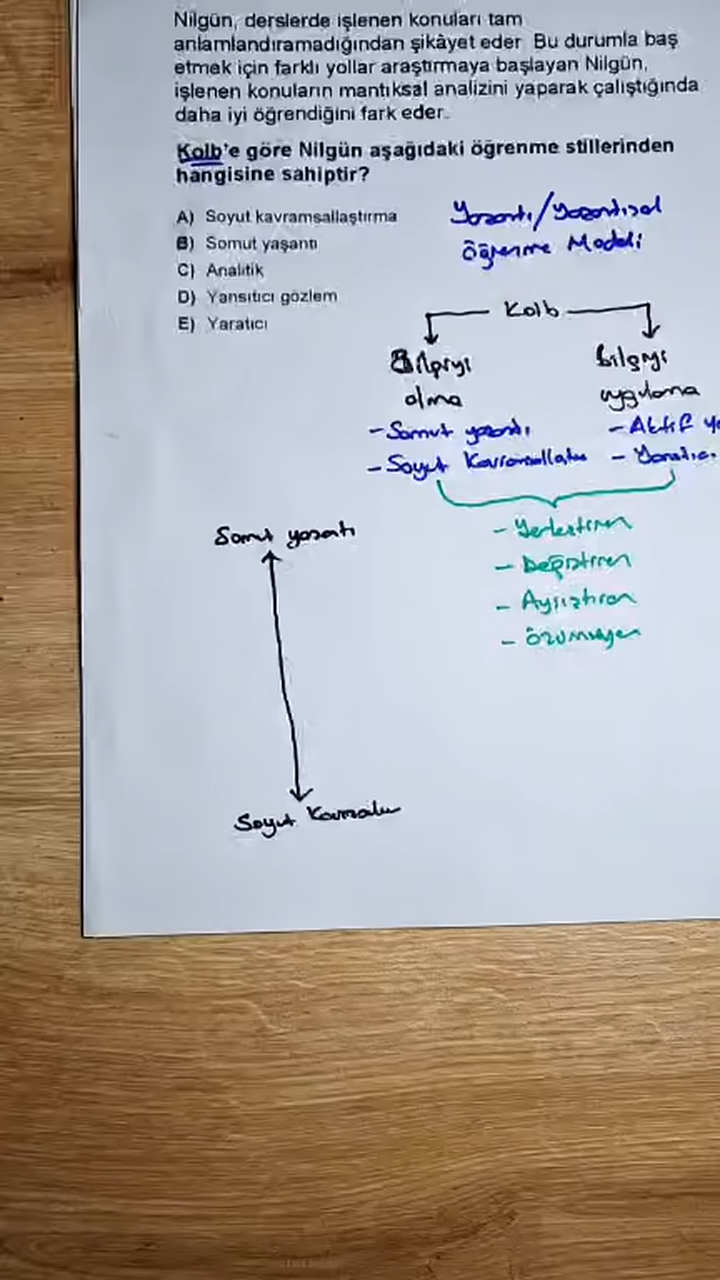 Nilgün, derslerde işlenen konuları tam
anlamlandıramadığından şikâyet eder. Bu durumla baş
etmek için farklı yollar araştırmaya başlayan Nilgün,
işlenen konuların mantıksal analizini yaparak çalıştığında
daha iyi öğrendiğini fark eder.
Kolb'e göre Nilgün aşağıdaki öğrenme stillerinden
hangisine sahiptir?
A) Soyut kavramsallaştırma
B) Somut yaşantı
C) Analitik
D) Yansıtıcı gözlem
E) Yaratıcı
Yaşantı/Yaşantısal
Öğrenme Modeli
Kolb
Bilgiyi
alma
- Somut yaşantı
- Soyut
bilgiyi
uygulama
- Aktif
- Yerleştiren
- Değiştiren
- Ayrıştıran
- Özümseyen
Somut yaşantı
Soyut